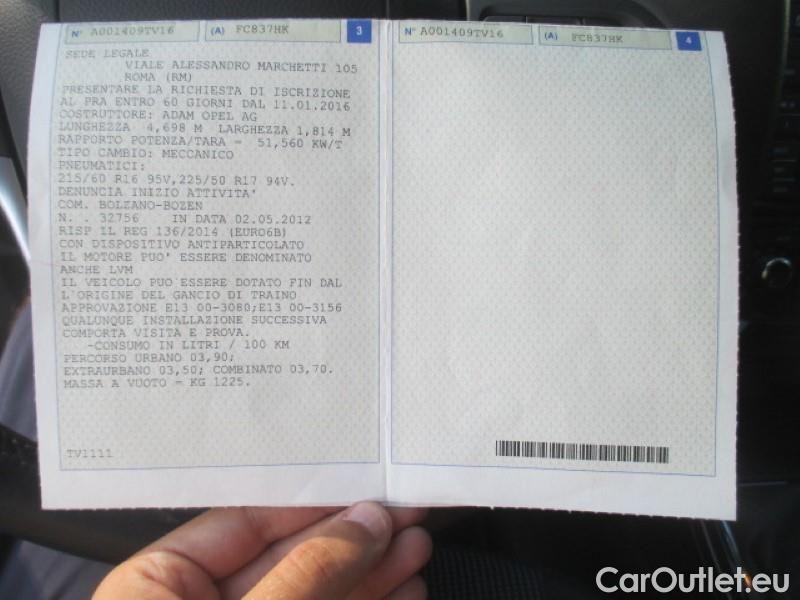 N° A001409TV16 (A) FC837HK 3
SEDE LEGALE
VIALE ALESSANDRO MARCHETTI 105
ROMA (RM)
PRESENTARE LA RICHIESTA DI ISCRIZIONE
AL PRA ENTRO 60 GIORNI DAL 11.01.2016
COSTRUTTORE: ADAM OPEL AG
LUNGHEZZA 4,698 M LARGHEZZA 1,814 M
RAPPORTO POTENZA/TARA = 51,560 KW/T
TIPO CAMBIO: MECCANICO
PNEUMATICI:
215/60 R16 95V,225/50 R17 94V.
DENUNCIA INIZIO ATTIVITA'
COM. BOLZANO-BOZEN
N. . 32756 IN DATA 02.05.2012
RISP IL REG 136/2014 (EURO6B)
CON DISPOSITIVO ANTIPARTICOLATO
IL MOTORE PUO' ESSERE DENOMINATO
ANCHE LVM
IL VEICOLO PUO ESSERE DOTATO FIN DAL
L'ORIGINE DEL GANCIO DI TRAINO
APPROVAZIONE E13 00-3080;E13 00-3156
QUALUNQUE INSTALLAZIONE SUCCESSIVA
COMPORTA VISITA E PROVA.
-CONSUMO IN LITRI / 100 KM
PERCORSO URBANO 03,90;
EXTRAURBANO 03,50; COMBINATO 03,70.
MASSA A VUOTO = KG 1225.
TV1111
N° A001409TV16 (A) FC837HK 4
CarOutlet.eu